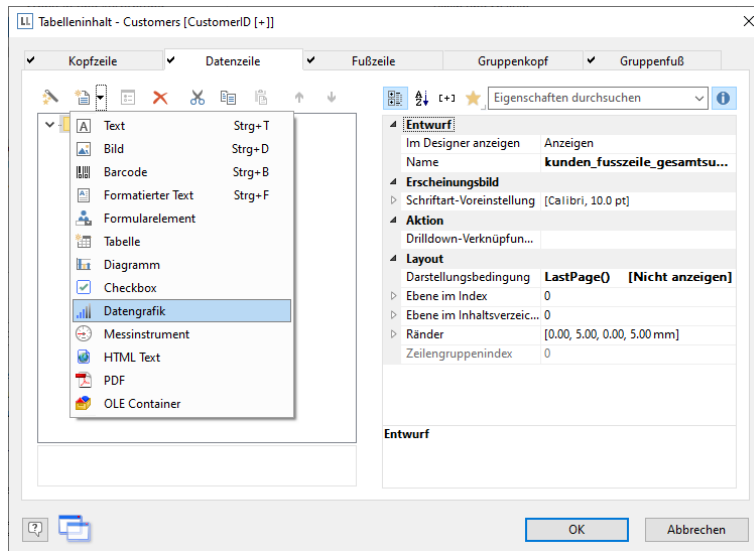 LL Tabelleninhalt - Customers [CustomerID [+]]
Kopfzeile Datenzeile Fußzeile Gruppenkopf Gruppenfuß
Eigenschaften durchsuchen
Text Strg+T
Bild Strg+D
Barcode Strg+B
Formatierter Text Strg+F
Formularelement
Tabelle
Diagramm
Checkbox
Datengrafik
Messinstrument
HTML Text
PDF
OLE Container
Entwurf
Im Designer anzeigen Anzeigen
Name kunden_fusszeile_gesamtsu...
Erscheinungsbild
Schriftart-Voreinstellung [Calibri, 10.0 pt]
Aktion
Drilldown-Verknüpfun...
Layout
Darstellungsbedingung LastPage() [Nicht anzeigen]
Ebene im Index 0
Ebene im Inhaltsverzeic... 0
Ränder [0.00, 5.00, 0.00, 5.00 mm]
Zeilengruppenindex 0
Entwurf
OK Abbrechen